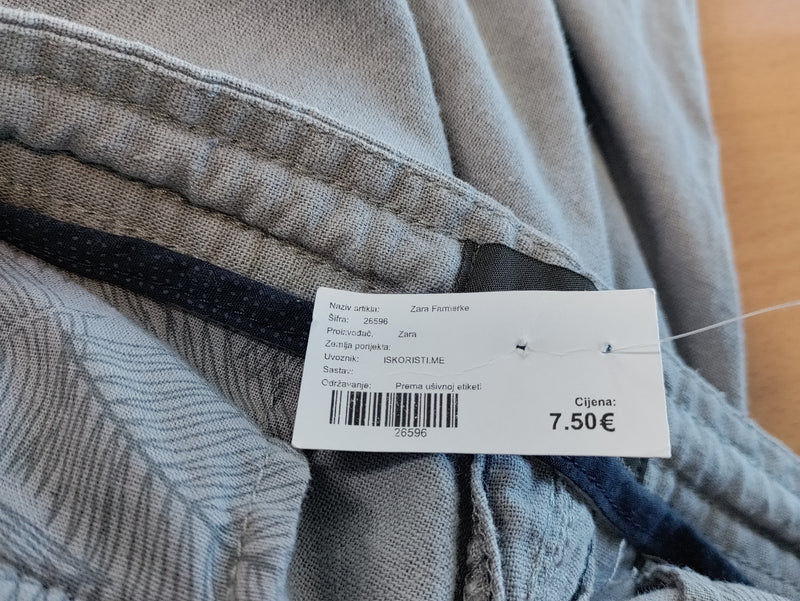 Naziv artikla: Zara Farmerke
Šifra: 26596
Proizvođač: Zara
Zemlja porijekla:
Uvoznik: ISKORISTI.ME
Sastav:
Održavanje: Prema ušivnoj etiketi
26596
Cijena:
7.50€